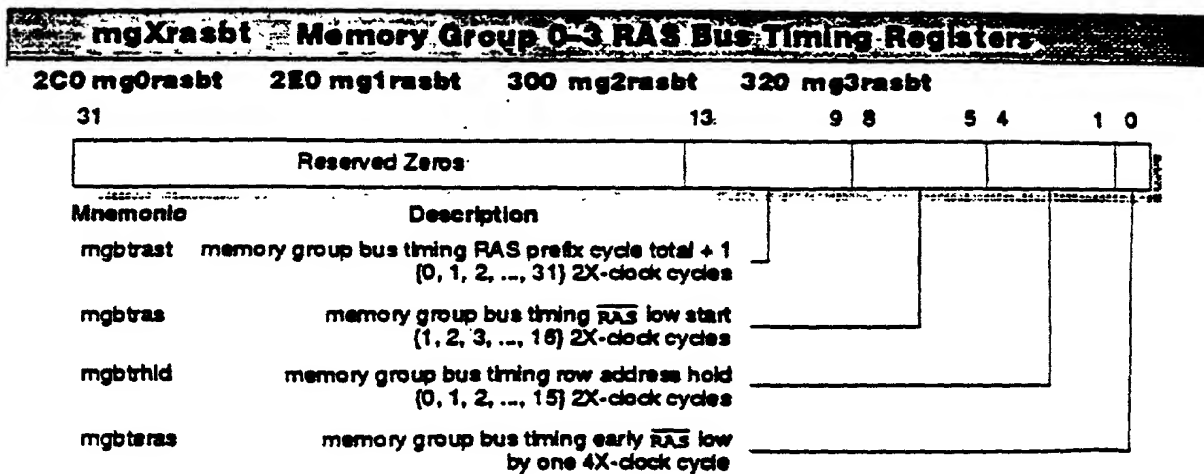 mgXrasbt Memory Group 0–3 RAS Bus Timing Registers
2C0 mg0rasbt 2E0 mg1rasbt 300 mg2rasbt 320 mg3rasbt
31 13 9 8 5 4 1 0
Reserved Zeros
Mnemonic Description
mgbtrast memory group bus timing RAS prefix cycle total + 1
{0, 1, 2, ..., 31} 2X-clock cycles
mgbtras memory group bus timing RAS low start
{1, 2, 3, ..., 16} 2X-clock cycles
mgbtrhld memory group bus timing row address hold
{0, 1, 2, ..., 15} 2X-clock cycles
mgbteras memory group bus timing early RAS low
by one 4X-clock cycle